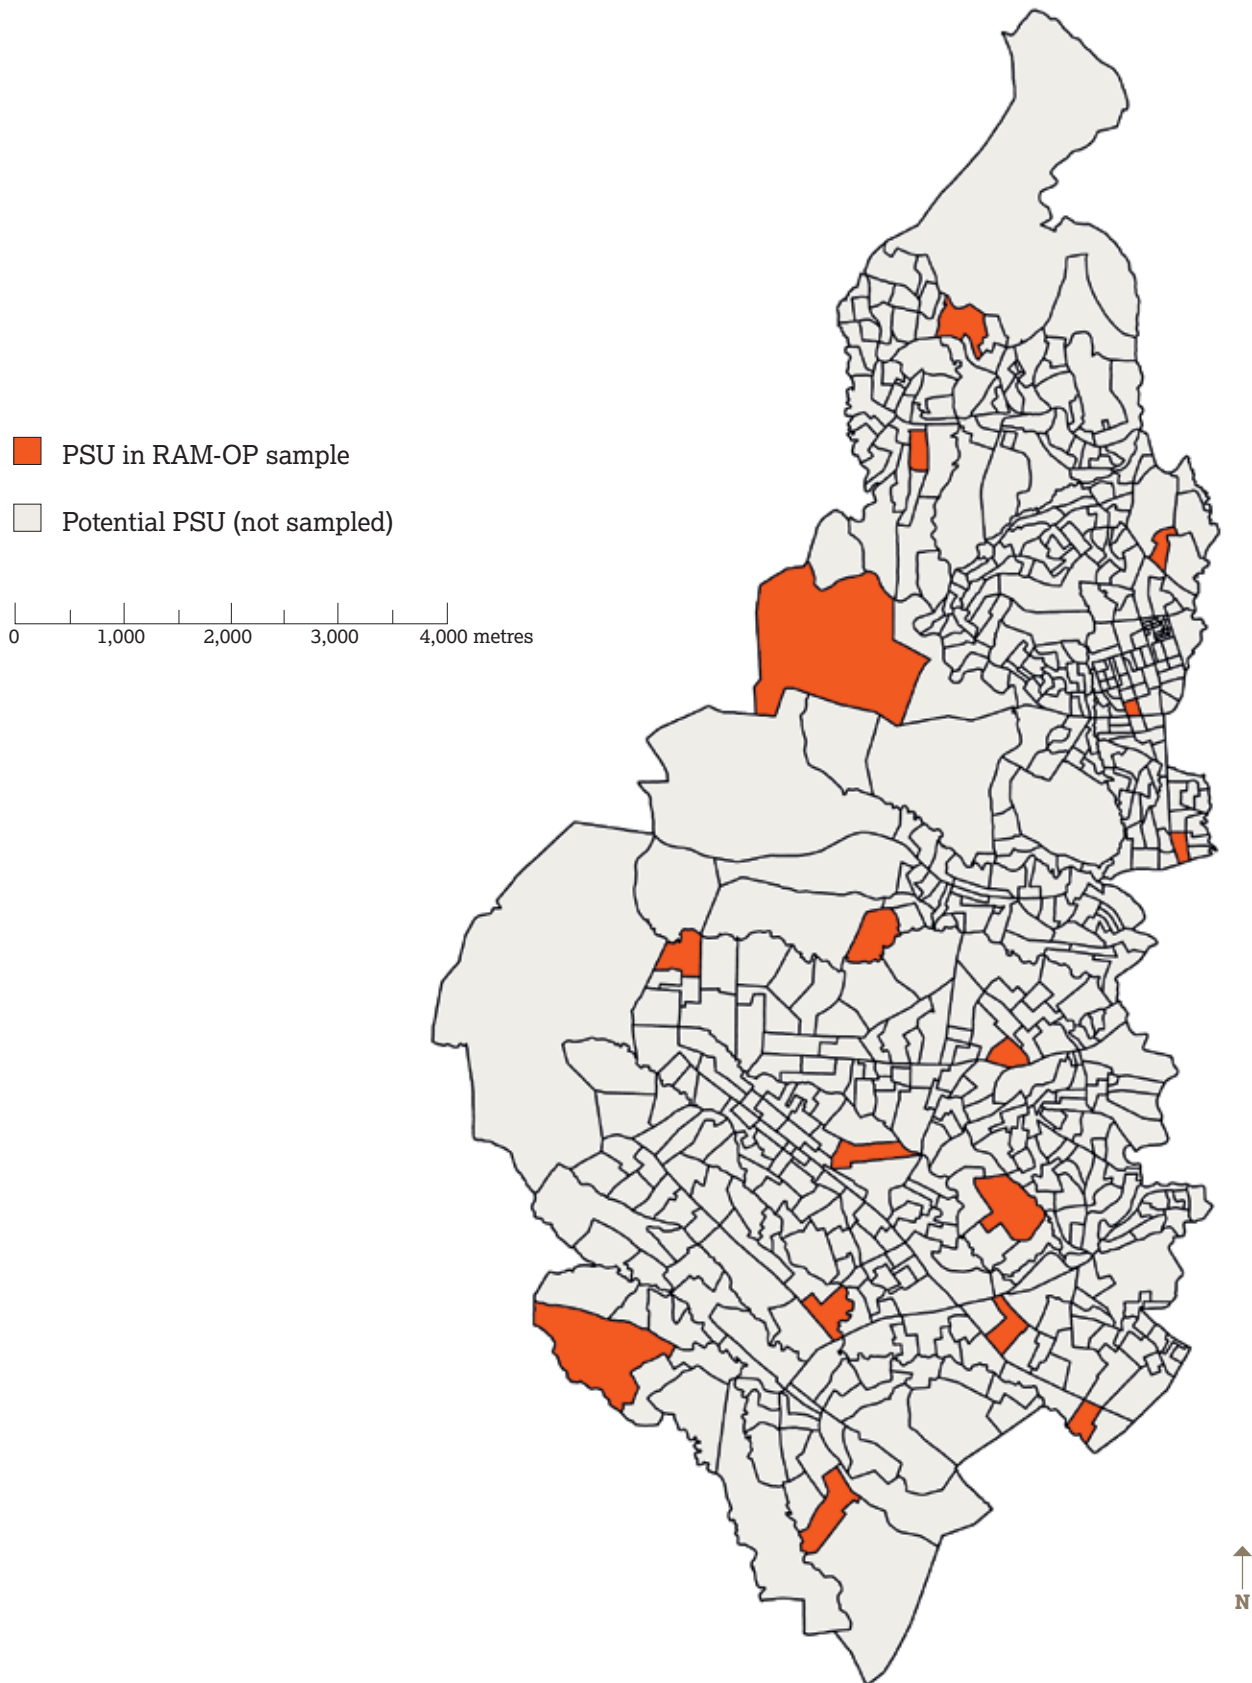 PSU in RAM-OP sample
Potential PSU (not sampled)
0 1,000 2,000 3,000 4,000 metres
N